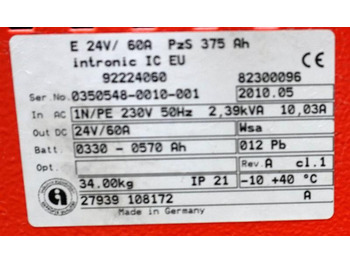 E 24V/ 60A PzS 375 Ah
intronic IC EU
92224060 82300096
Ser.No. 0350548-0010-001 2010.05
In AC 1N/PE 230V 50Hz 2,39kVA 10,03A
Out DC 24V/60A Wsa
Batt. 0330 - 0570 Ah 012 Pb
Opt. Rev.A cl.1
34.00kg IP 21 -10 +40 °C
27939 108172 A
Made in Germany